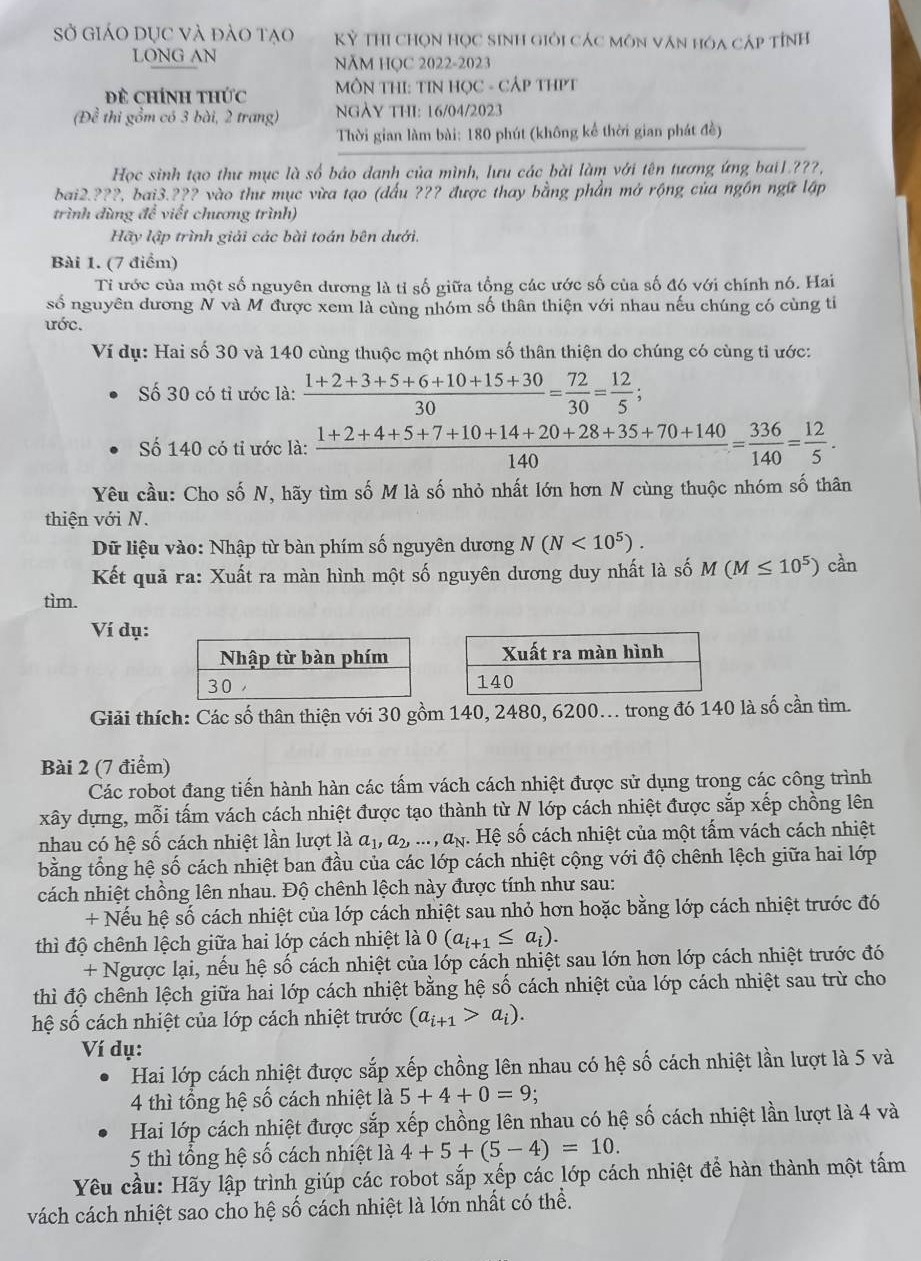 SỞ GIÁO DỤC VÀ ĐÀO TẠO
LONG AN
ĐỀ CHÍNH THỨC
(Đề thi gồm có 3 bài, 2 trang)
KỲ THI CHỌN HỌC SINH GIỎI CÁC MÔN VĂN HÓA CẤP TỈNH
NĂM HỌC 2022-2023
MÔN THI: TIN HỌC - CẤP THPT
NGÀY THI: 16/04/2023
Thời gian làm bài: 180 phút (không kể thời gian phát đề)
Học sinh tạo thư mục là số báo danh của mình, lưu các bài làm với tên tương ứng bai1.???,
bai2.???, bai3.??? vào thư mục vừa tạo (dấu ??? được thay bằng phần mở rộng của ngôn ngữ lập
trình dùng để viết chương trình)
Hãy lập trình giải các bài toán bên dưới.
Bài 1. (7 điểm)
Tỉ ước của một số nguyên dương là tỉ số giữa tổng các ước số của số đó với chính nó. Hai
số nguyên dương N và M được xem là cùng nhóm số thân thiện với nhau nếu chúng có cùng tỉ
ước.
Ví dụ: Hai số 30 và 140 cùng thuộc một nhóm số thân thiện do chúng có cùng tỉ ước:
• Số 30 có tỉ ước là: (1+2+3+5+6+10+15+30)/30 = 72/30 = 12/5 ;
• Số 140 có tỉ ước là: (1+2+4+5+7+10+14+20+28+35+70+140)/140 = 336/140 = 12/5 .
Yêu cầu: Cho số N, hãy tìm số M là số nhỏ nhất lớn hơn N cùng thuộc nhóm số thân
thiện với N.
Dữ liệu vào: Nhập từ bàn phím số nguyên dương N (N < 10⁵) .
Kết quả ra: Xuất ra màn hình một số nguyên dương duy nhất là số M (M ≤ 10⁵) cần
tìm.
Ví dụ:
Nhập từ bàn phím
30
Xuất ra màn hình
140
Giải thích: Các số thân thiện với 30 gồm 140, 2480, 6200… trong đó 140 là số cần tìm.
Bài 2 (7 điểm)
Các robot đang tiến hành hàn các tấm vách cách nhiệt được sử dụng trong các công trình
xây dựng, mỗi tấm vách cách nhiệt được tạo thành từ N lớp cách nhiệt được sắp xếp chồng lên
nhau có hệ số cách nhiệt lần lượt là a₁, a₂, ..., a_N. Hệ số cách nhiệt của một tấm vách cách nhiệt
bằng tổng hệ số cách nhiệt ban đầu của các lớp cách nhiệt cộng với độ chênh lệch giữa hai lớp
cách nhiệt chồng lên nhau. Độ chênh lệch này được tính như sau:
+ Nếu hệ số cách nhiệt của lớp cách nhiệt sau nhỏ hơn hoặc bằng lớp cách nhiệt trước đó
thì độ chênh lệch giữa hai lớp cách nhiệt là 0 (aᵢ₊₁ ≤ aᵢ).
+ Ngược lại, nếu hệ số cách nhiệt của lớp cách nhiệt sau lớn hơn lớp cách nhiệt trước đó
thì độ chênh lệch giữa hai lớp cách nhiệt bằng hệ số cách nhiệt của lớp cách nhiệt sau trừ cho
hệ số cách nhiệt của lớp cách nhiệt trước (aᵢ₊₁ > aᵢ).
Ví dụ:
• Hai lớp cách nhiệt được sắp xếp chồng lên nhau có hệ số cách nhiệt lần lượt là 5 và
4 thì tổng hệ số cách nhiệt là 5 + 4 + 0 = 9;
• Hai lớp cách nhiệt được sắp xếp chồng lên nhau có hệ số cách nhiệt lần lượt là 4 và
5 thì tổng hệ số cách nhiệt là 4 + 5 + (5 − 4) = 10.
Yêu cầu: Hãy lập trình giúp các robot sắp xếp các lớp cách nhiệt để hàn thành một tấm
vách cách nhiệt sao cho hệ số cách nhiệt là lớn nhất có thể.